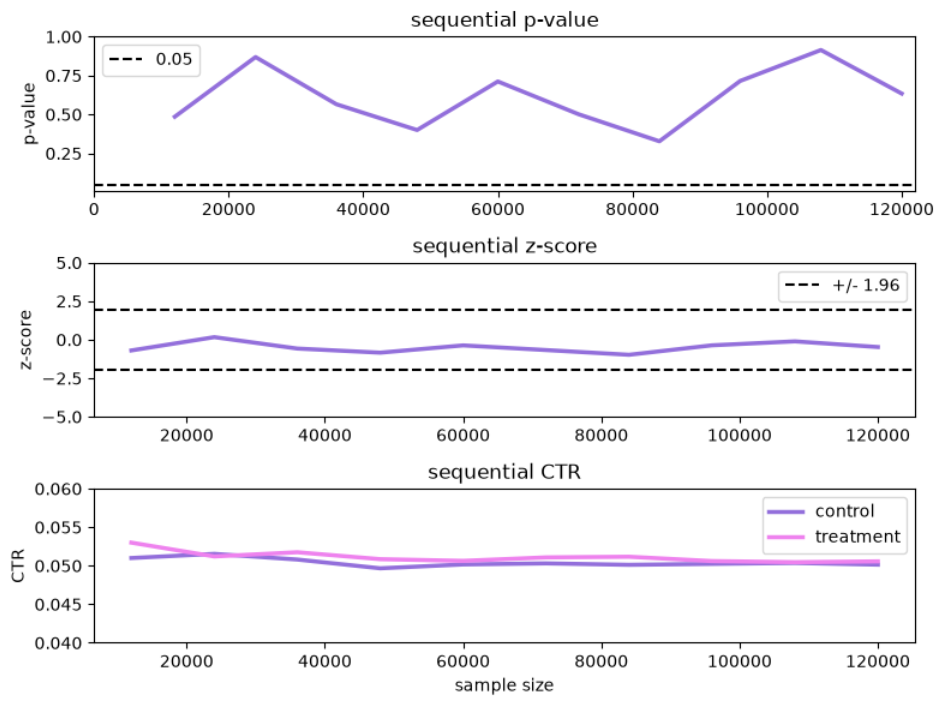 sequential p-value
1.00
0.75
0.50
0.25
p-value
0.05
0 20000 40000 60000 80000 100000 120000
sequential z-score
5.0
2.5
0.0
−2.5
−5.0
z-score
+/- 1.96
20000 40000 60000 80000 100000 120000
sequential CTR
0.060
0.055
0.050
0.045
0.040
CTR
control
treatment
20000 40000 60000 80000 100000 120000
sample size